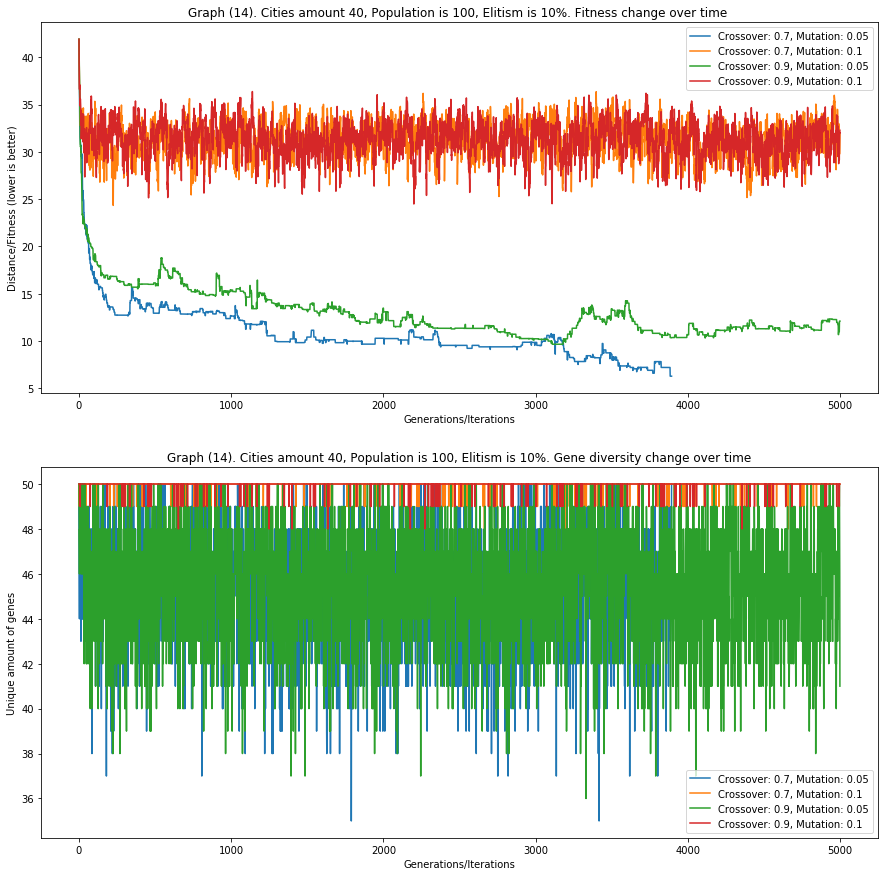 Graph (14). Cities amount 40, Population is 100, Elitism is 10%. Fitness change over time
Crossover: 0.7, Mutation: 0.05
Crossover: 0.7, Mutation: 0.1
Crossover: 0.9, Mutation: 0.05
Crossover: 0.9, Mutation: 0.1
40
35
30
25
20
15
10
5
Distance/Fitness (lower is better)
0 1000 2000 3000 4000 5000
Generations/Iterations
Graph (14). Cities amount 40, Population is 100, Elitism is 10%. Gene diversity change over time
50
48
46
44
42
40
38
36
Unique amount of genes
Crossover: 0.7, Mutation: 0.05
Crossover: 0.7, Mutation: 0.1
Crossover: 0.9, Mutation: 0.05
Crossover: 0.9, Mutation: 0.1
0 1000 2000 3000 4000 5000
Generations/Iterations